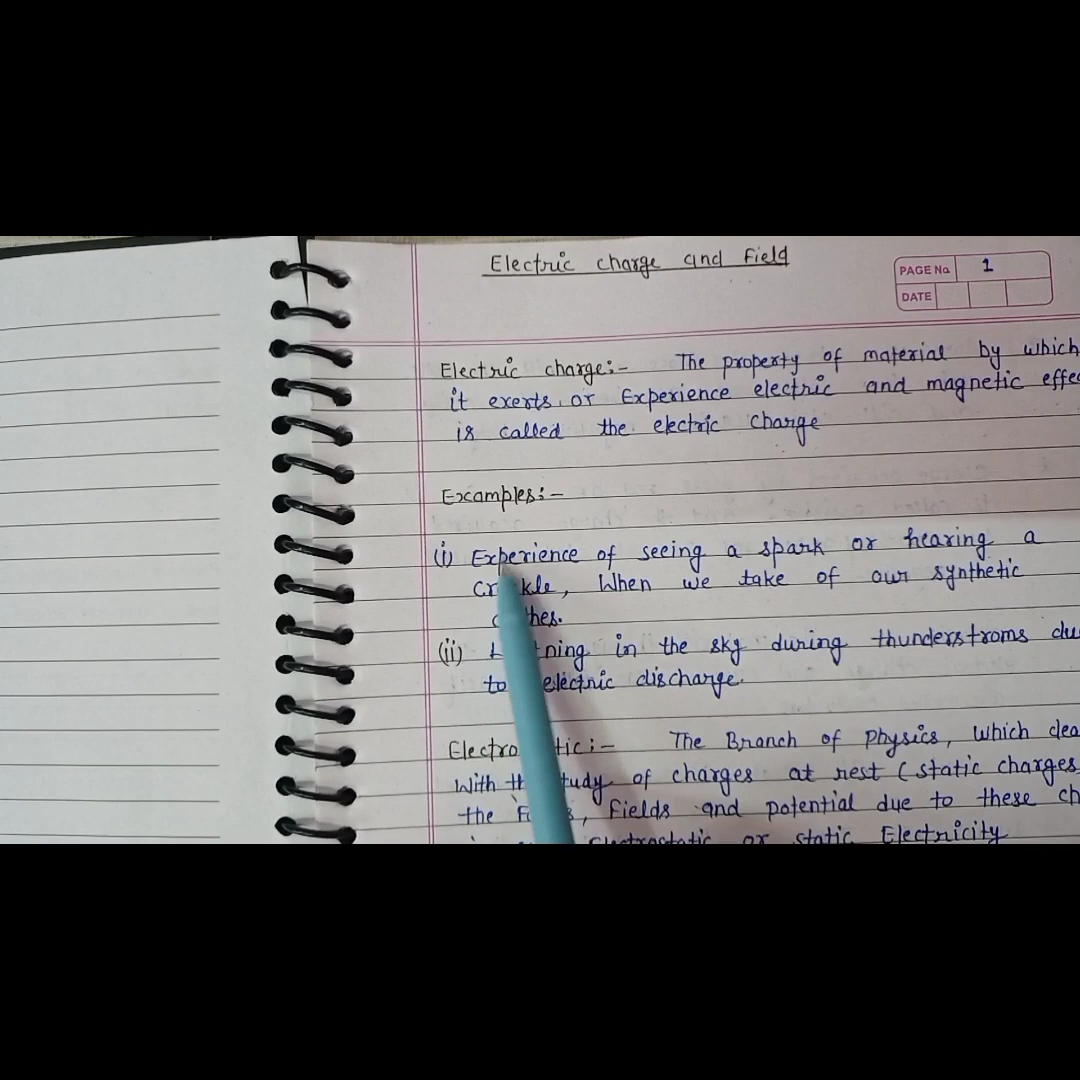 Electric charge and Field
PAGE No. 1
DATE
Electric charge:- The property of material by which
it exerts or Experience electric and magnetic
is called the electric charge
Examples:-
(i) Experience of seeing a spark or hearing a
When we take of our synthetic
(ii) in the sky during thunderstroms
to electric discharge.
The Branch of Physics, which
With of charges at rest (static charges
the Fields and potential due to these
Electrostatic or static Electricity